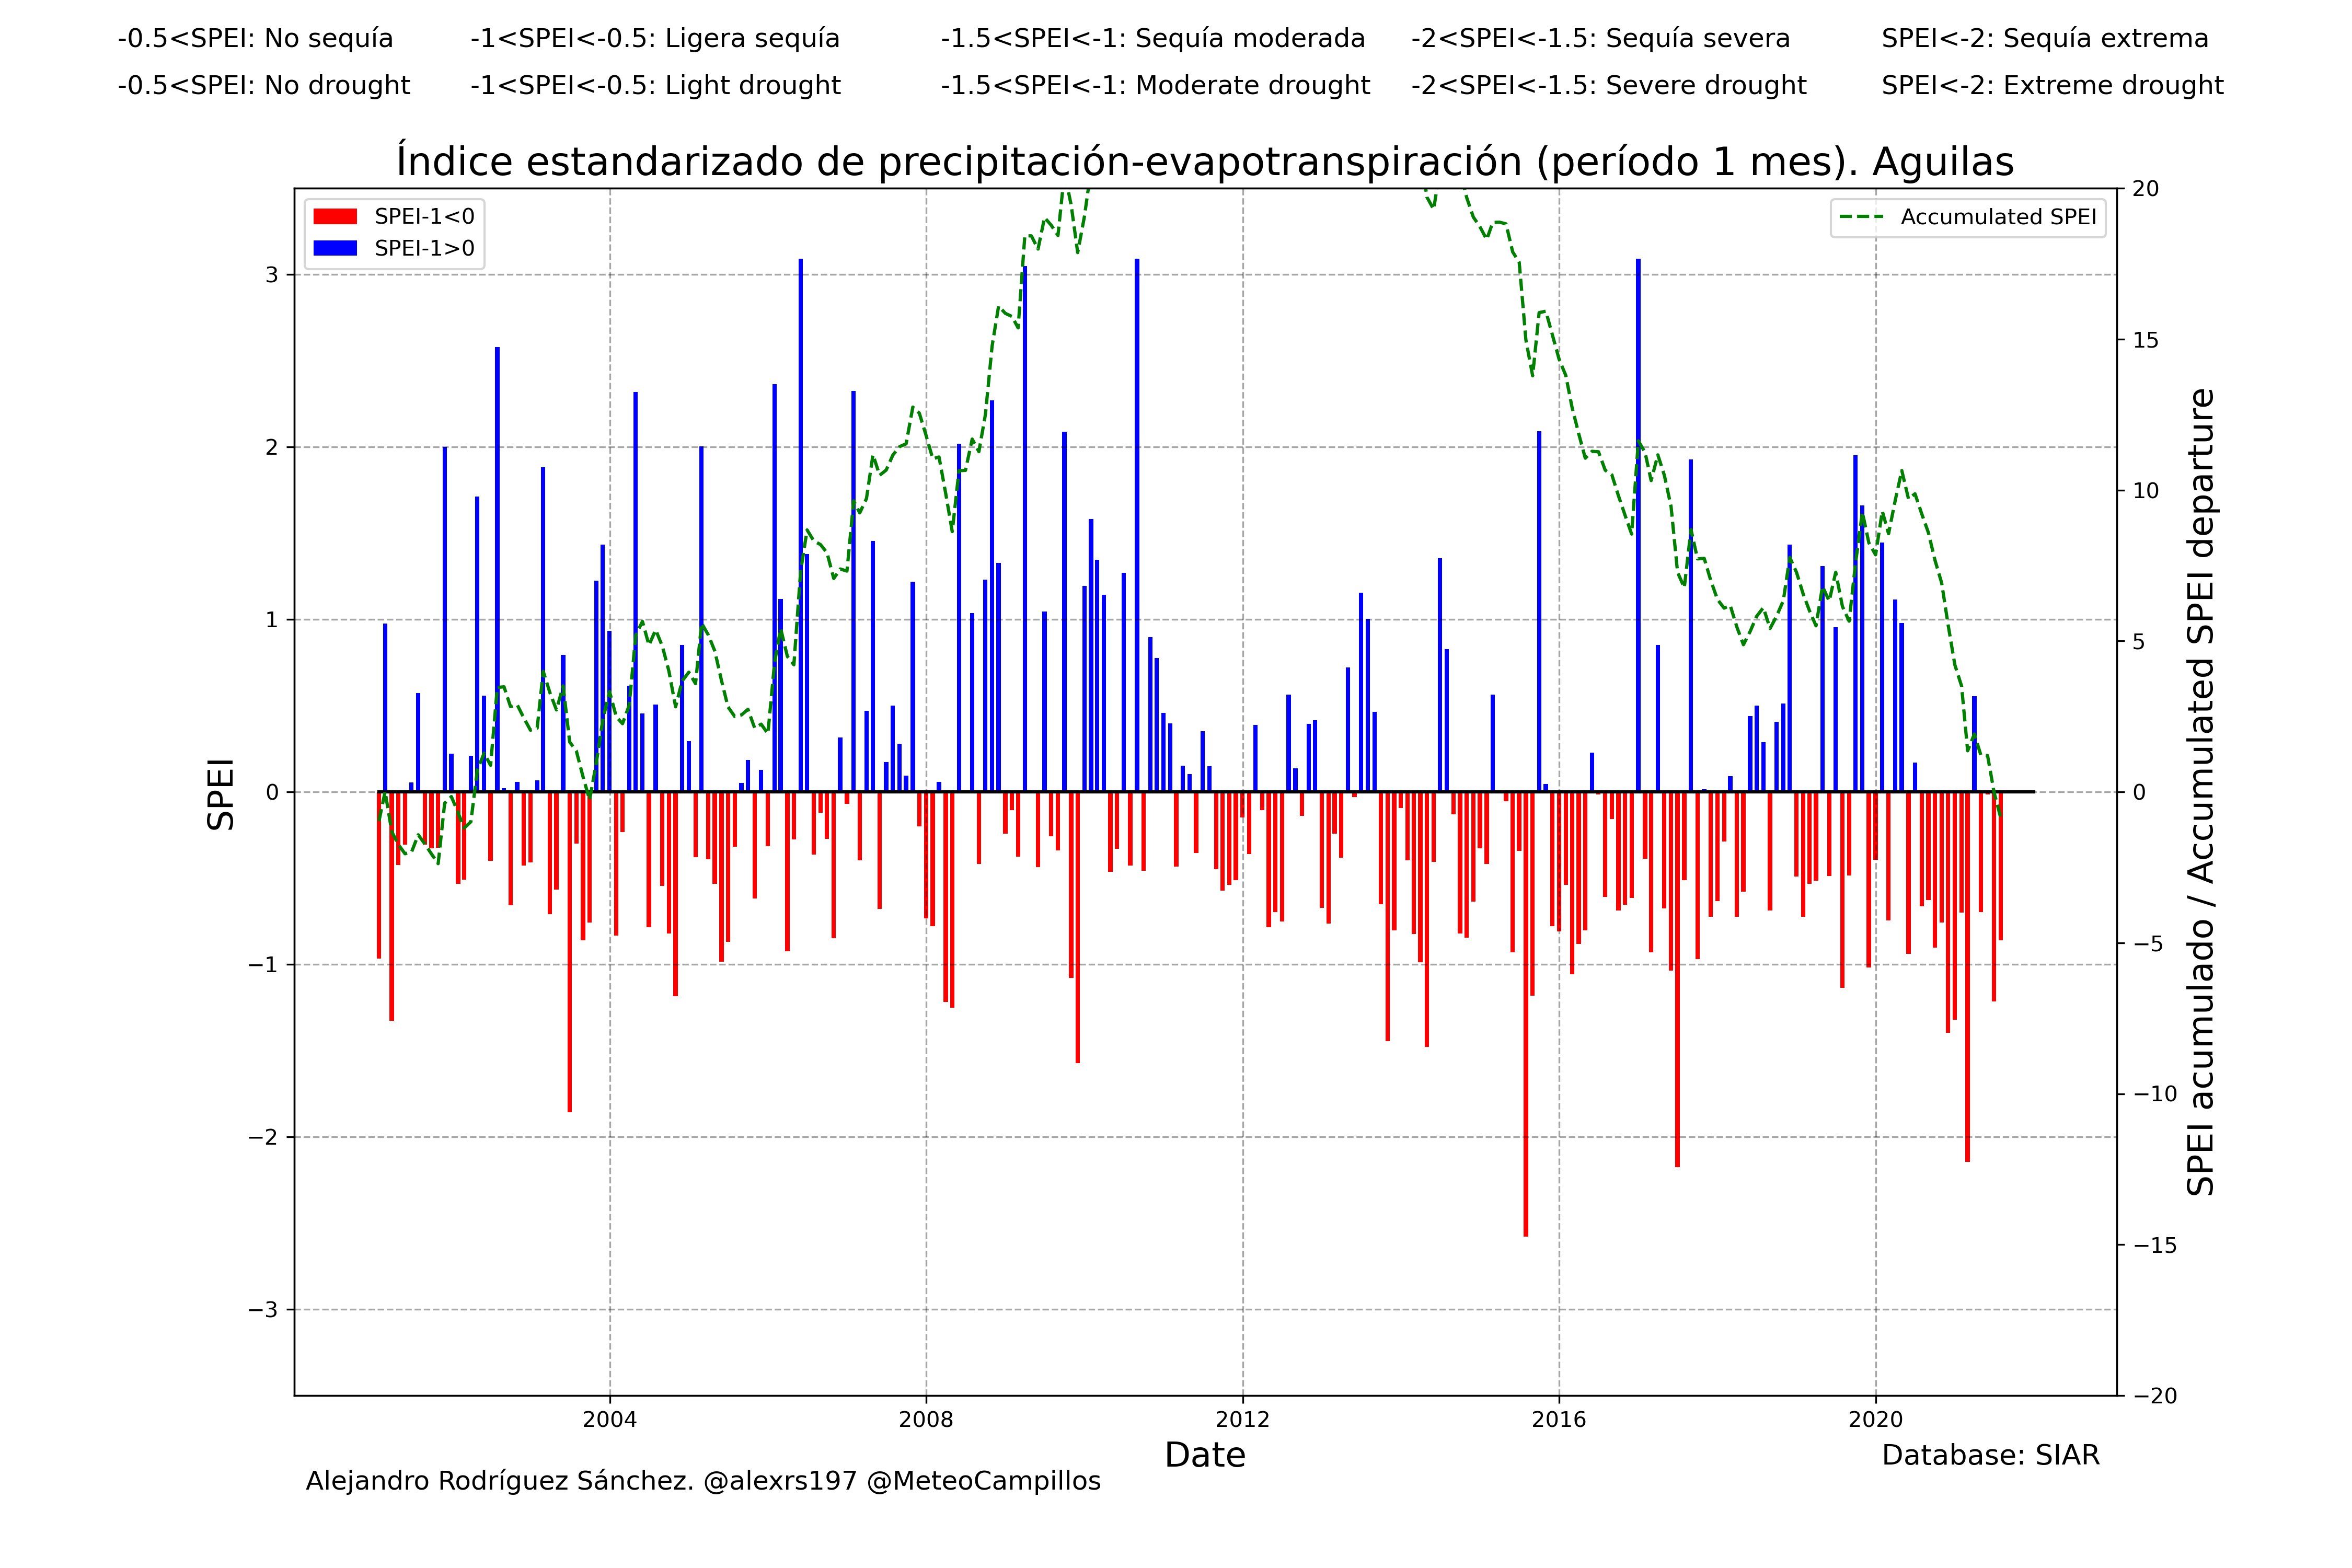 -0.5<SPEI: No sequía -1<SPEI<-0.5: Ligera sequía -1.5<SPEI<-1: Sequía moderada -2<SPEI<-1.5: Sequía severa SPEI<-2: Sequía extrema
-0.5<SPEI: No drought -1<SPEI<-0.5: Light drought -1.5<SPEI<-1: Moderate drought -2<SPEI<-1.5: Severe drought SPEI<-2: Extreme drought
Índice estandarizado de precipitación-evapotranspiración (período 1 mes). Aguilas
SPEI-1<0
SPEI-1>0
Accumulated SPEI
SPEI
3
2
1
0
−1
−2
−3
20
15
10
5
0
−5
−10
−15
−20
SPEI acumulado / Accumulated SPEI departure
2004 2008 2012 2016 2020
Date
Database: SIAR
Alejandro Rodríguez Sánchez. @alexrs197 @MeteoCampillos